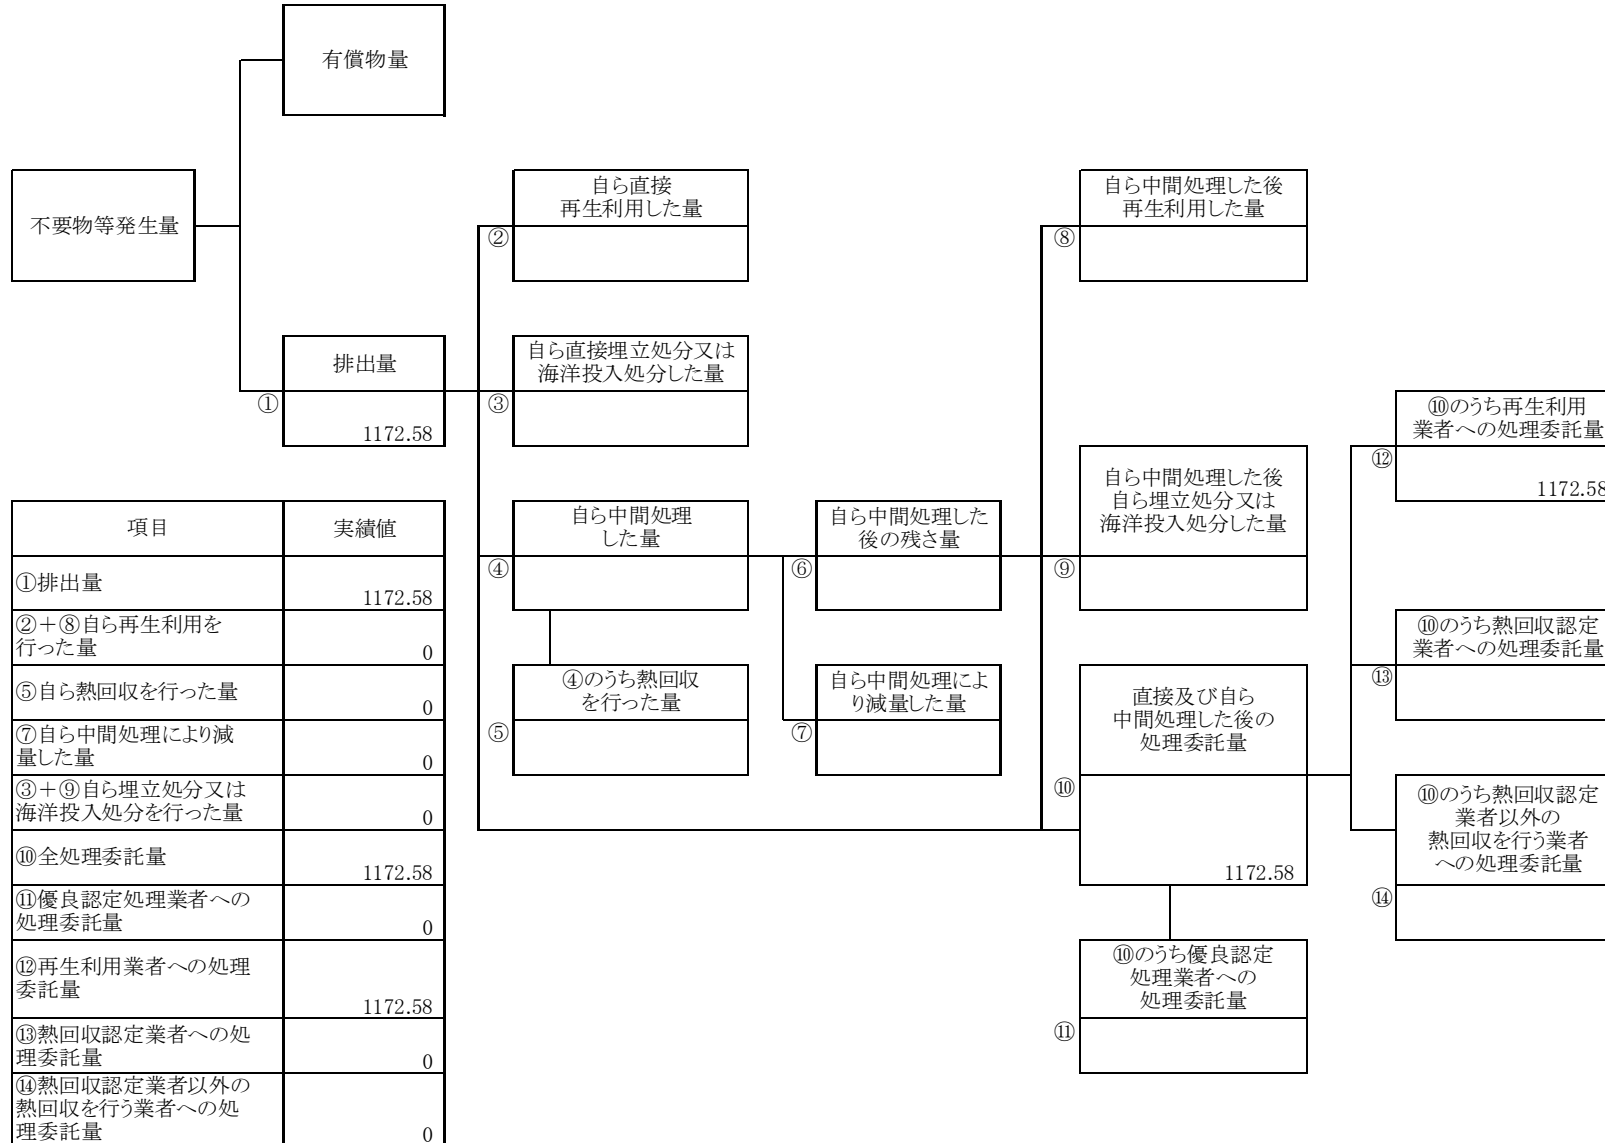 有償物量
不要物等発生量
自ら直接
再生利用した量
②
自ら中間処理した後
再生利用した量
⑧
排出量
①
1172.58
自ら直接埋立処分又は
海洋投入処分した量
③
⑩のうち再生利用
業者への処理委託量
⑫
1172.58
自ら中間処理した後
自ら埋立処分又は
海洋投入処分した量
⑨
自ら中間処理
した量
④
自ら中間処理した
後の残さ量
⑥
⑩のうち熱回収認定
業者への処理委託量
⑬
④のうち熱回収
を行った量
⑤
自ら中間処理によ
り減量した量
⑦
直接及び自ら
中間処理した後の
処理委託量
⑩
1172.58
⑩のうち熱回収認定
業者以外の
熱回収を行う業者
への処理委託量
⑭
⑩のうち優良認定
処理業者への
処理委託量
⑪
項目 実績値
①排出量 1172.58
②+⑧自ら再生利用を
行った量 0
⑤自ら熱回収を行った量 0
⑦自ら中間処理により減
量した量 0
③+⑨自ら埋立処分又は
海洋投入処分を行った量 0
⑩全処理委託量 1172.58
⑪優良認定処理業者への
処理委託量 0
⑫再生利用業者への処理
委託量 1172.58
⑬熱回収認定業者への処
理委託量 0
⑭熱回収認定業者以外の
熱回収を行う業者への処
理委託量 0